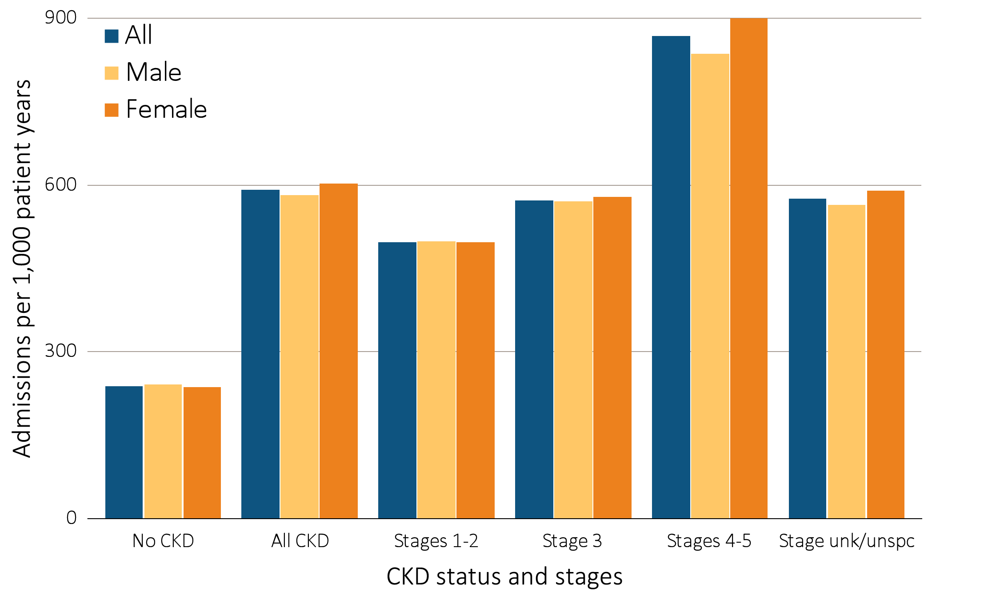 Admissions per 1,000 patient years
900
600
300
0
All
Male
Female
No CKD
All CKD
Stages 1-2
Stage 3
Stages 4-5
Stage unk/unspc
CKD status and stages